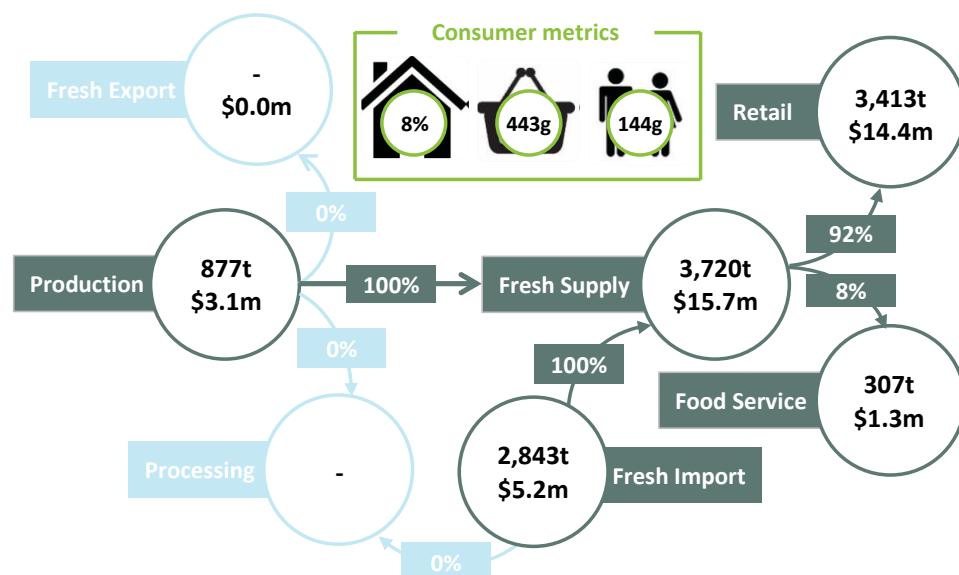 Consumer metrics
8%
443g
144g
Fresh Export
-
$0.0m
Retail
3,413t
$14.4m
0%
92%
Production
877t
$3.1m
100%
Fresh Supply
3,720t
$15.7m
8%
0%
100%
Food Service
307t
$1.3m
Processing
-
2,843t
$5.2m
Fresh Import
0%